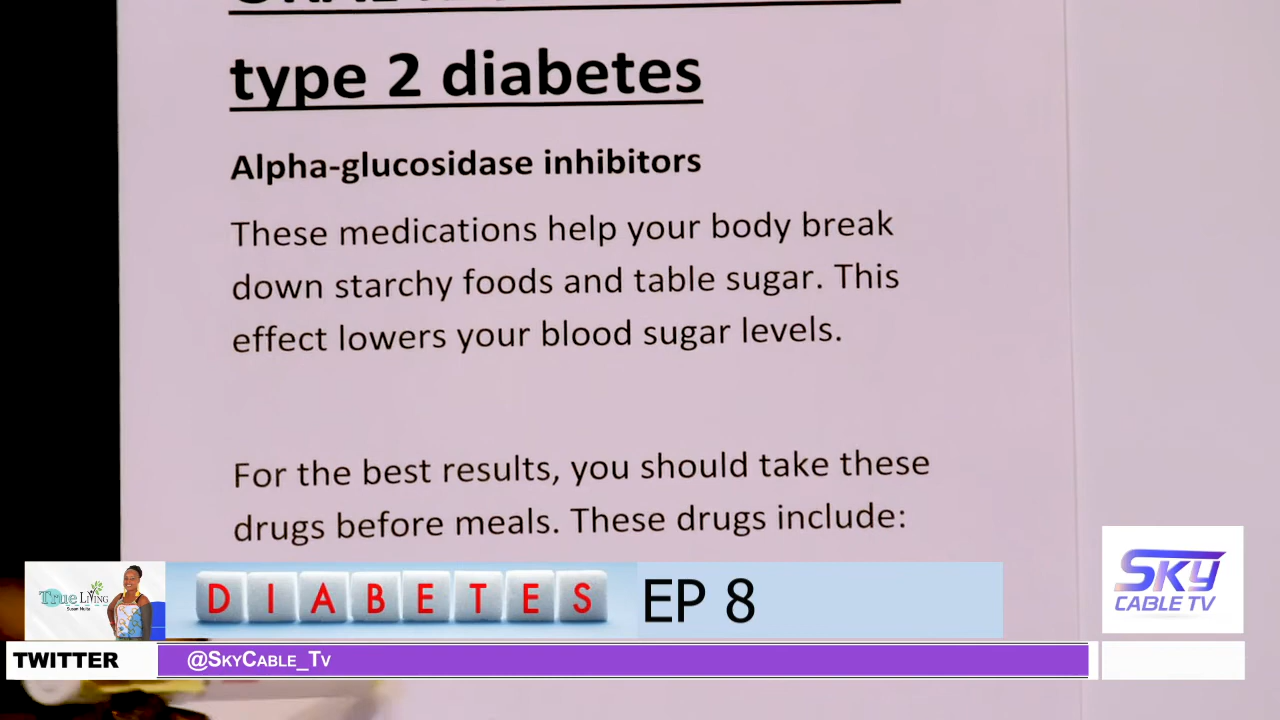 type 2 diabetes
Alpha-glucosidase inhibitors
These medications help your body break
down starchy foods and table sugar. This
effect lowers your blood sugar levels.
For the best results, you should take these
drugs before meals. These drugs include:
True Living
DIABETES EP 8
SKY
CABLE TV
TWITTER @SKYCABLE_TV